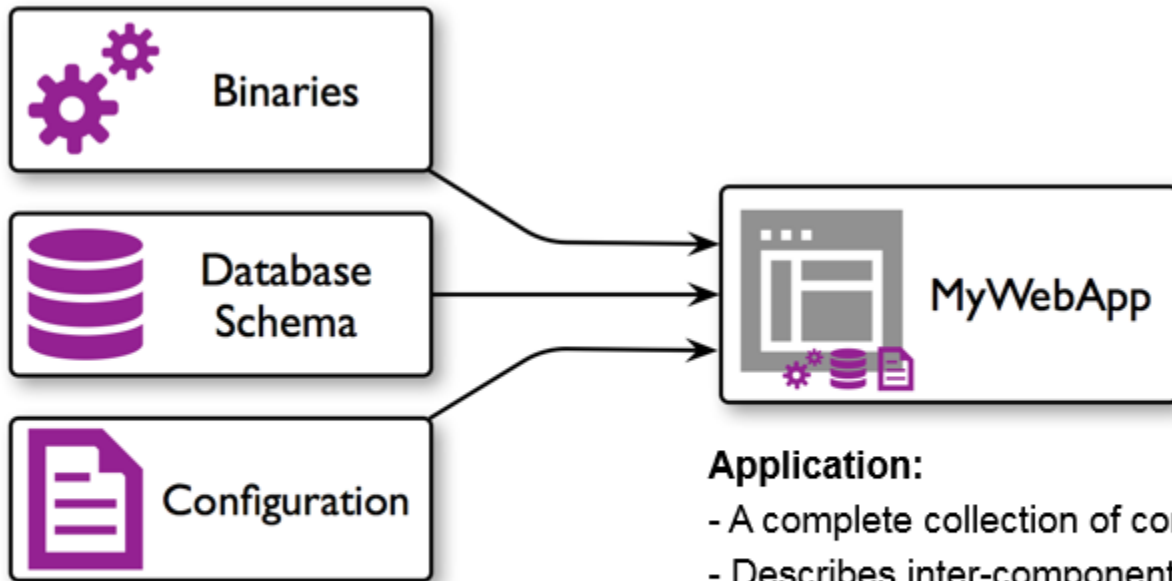 Binaries
Database
Schema
Configuration
MyWebApp
Application:
- A complete collection of
- Describes inter-component